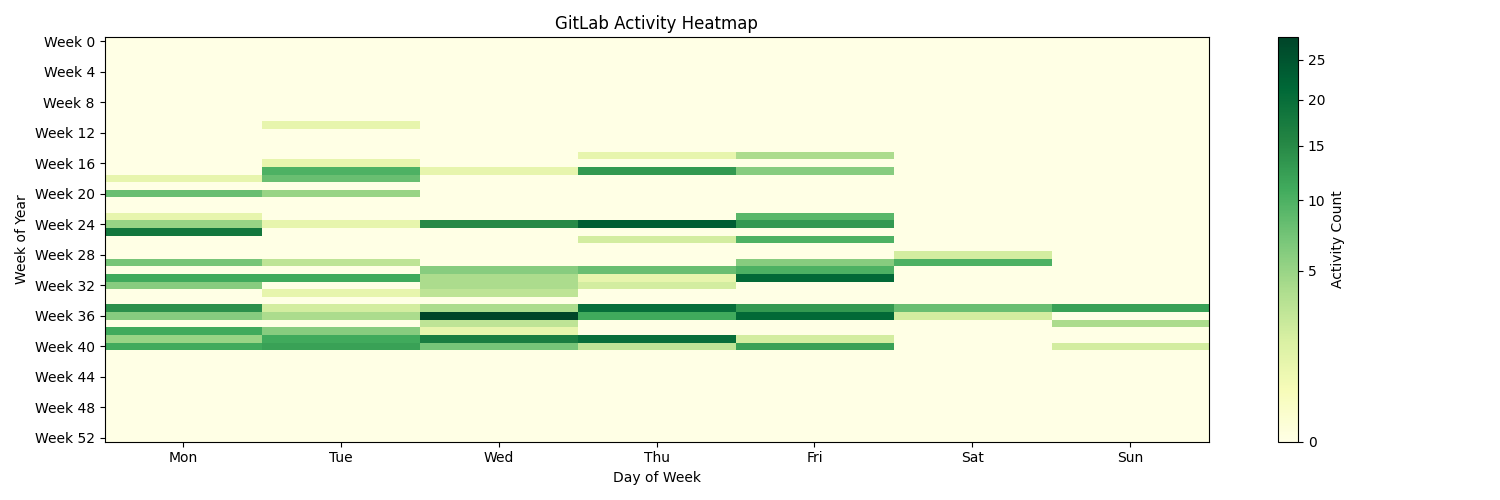 GitLab Activity Heatmap
Week of Year
Week 0
Week 4
Week 8
Week 12
Week 16
Week 20
Week 24
Week 28
Week 32
Week 36
Week 40
Week 44
Week 48
Week 52
Mon Tue Wed Thu Fri Sat Sun
Day of Week
25
20
15
10
5
0
Activity Count